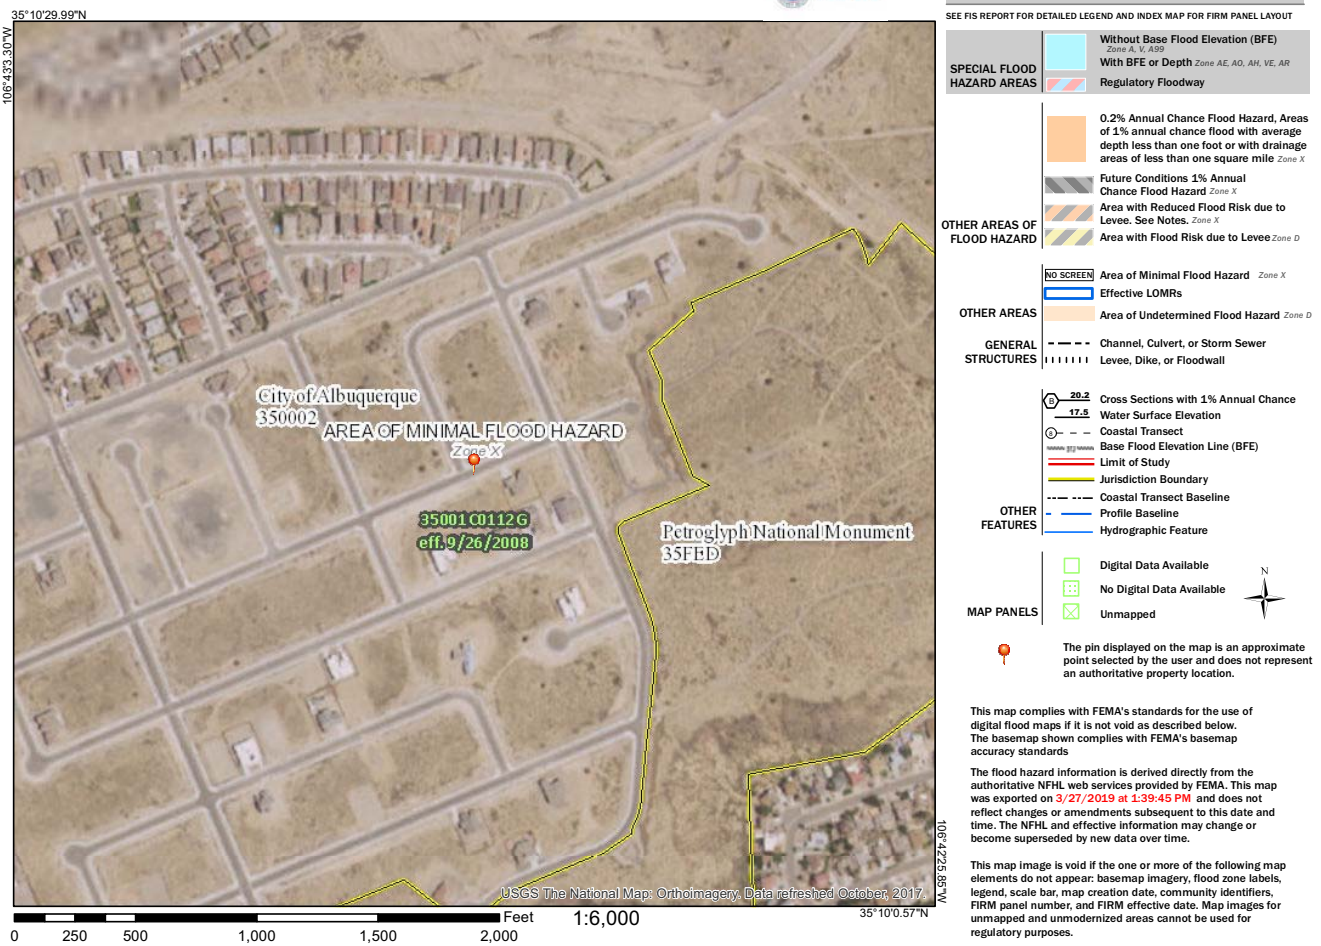 35°10'29.99"N
106°43'3.30"W
City of Albuquerque
350002
AREA OF MINIMAL FLOOD HAZARD
Zone X
35001C0112G
eff. 9/26/2008
Petroglyph National Monument
35FED
USGS The National Map: Orthoimagery. Data refreshed October, 2017.
106°42'25.85"W
35°10'0.57"N
Feet
1:6,000
0 250 500 1,000 1,500 2,000
SEE FIS REPORT FOR DETAILED LEGEND AND INDEX MAP FOR FIRM PANEL LAYOUT
SPECIAL FLOOD
HAZARD AREAS
Without Base Flood Elevation (BFE)
Zone A, V, A99
With BFE or Depth Zone AE, AO, AH, VE, AR
Regulatory Floodway
OTHER AREAS OF
FLOOD HAZARD
0.2% Annual Chance Flood Hazard, Areas
of 1% annual chance flood with average
depth less than one foot or with drainage
areas of less than one square mile Zone X
Future Conditions 1% Annual
Chance Flood Hazard Zone X
Area with Reduced Flood Risk due to
Levee. See Notes. Zone X
Area with Flood Risk due to Levee Zone D
OTHER AREAS
NO SCREEN Area of Minimal Flood Hazard Zone X
Effective LOMRs
Area of Undetermined Flood Hazard Zone D
GENERAL
STRUCTURES
Channel, Culvert, or Storm Sewer
Levee, Dike, or Floodwall
OTHER
FEATURES
B 20.2 Cross Sections with 1% Annual Chance
17.5 Water Surface Elevation
8 Coastal Transect
Base Flood Elevation Line (BFE)
Limit of Study
Jurisdiction Boundary
Coastal Transect Baseline
Profile Baseline
Hydrographic Feature
MAP PANELS
Digital Data Available
No Digital Data Available
Unmapped
N
The pin displayed on the map is an approximate
point selected by the user and does not represent
an authoritative property location.
This map complies with FEMA's standards for the use of
digital flood maps if it is not void as described below.
The basemap shown complies with FEMA's basemap
accuracy standards
The flood hazard information is derived directly from the
authoritative NFHL web services provided by FEMA. This map
was exported on 3/27/2019 at 1:39:45 PM and does not
reflect changes or amendments subsequent to this date and
time. The NFHL and effective information may change or
become superseded by new data over time.
This map image is void if the one or more of the following map
elements do not appear: basemap imagery, flood zone labels,
legend, scale bar, map creation date, community identifiers,
FIRM panel number, and FIRM effective date. Map images for
unmapped and unmodernized areas cannot be used for
regulatory purposes.